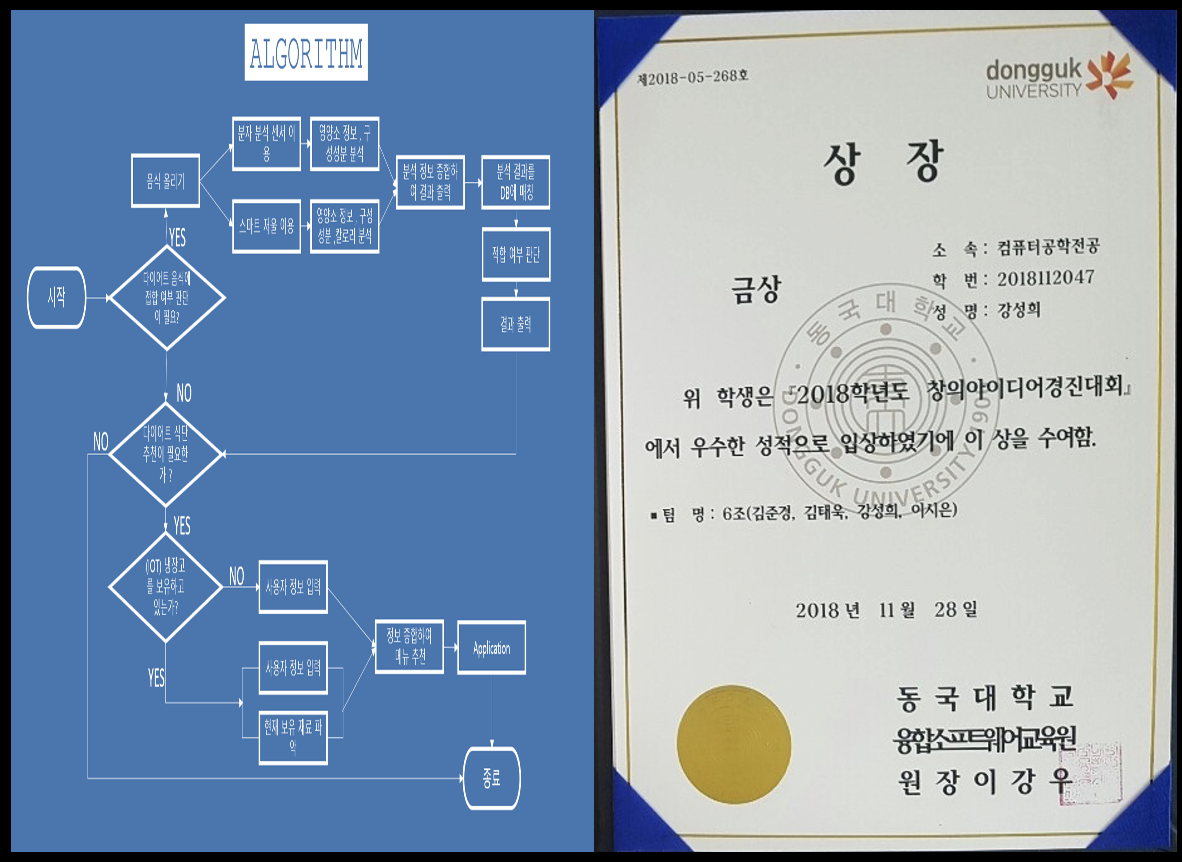 ALGORITHM
음식 올리기
분자 분석 센서 이
용
영양소 정보 , 구
성성분 분석
스마트 저울 이용
영양소 정보 , 구성
성분 ,칼로리 분석
분석 정보 종합하
여 결과 출력
분석 결과를
DB에 매칭
적합 여부 판단
결과 출력
YES
시작
다이어트 음식에
접합 여부 판단
이 필요?
NO
NO
다이어트 식단
추천이 필요한
가 ?
YES
(IOT) 냉장고
를 보유하고
있는가?
NO
사용자 정보 입력
YES
사용자 정보 입력
현재 보유 재료 파
악
정보 종합하여
메뉴 추천
Application
종료
제2018-05-268호
dongguk
UNIVERSITY
상 장
소 속 : 컴퓨터공학전공
금상
학 번 : 2018112047
성 명 : 강성희
동국대학교
DONGGUK UNIVERSITY 190
위 학생은 『2018학년도 창의아이디어경진대회』
에서 우수한 성적으로 입상하였기에 이 상을 수여함.
■ 팀 명 : 6조(김준경, 김태욱, 강성희, 이시은)
2018 년 11 월 28 일
동 국 대 학 교
융합소프트웨어교육원
원 장 이 강 우